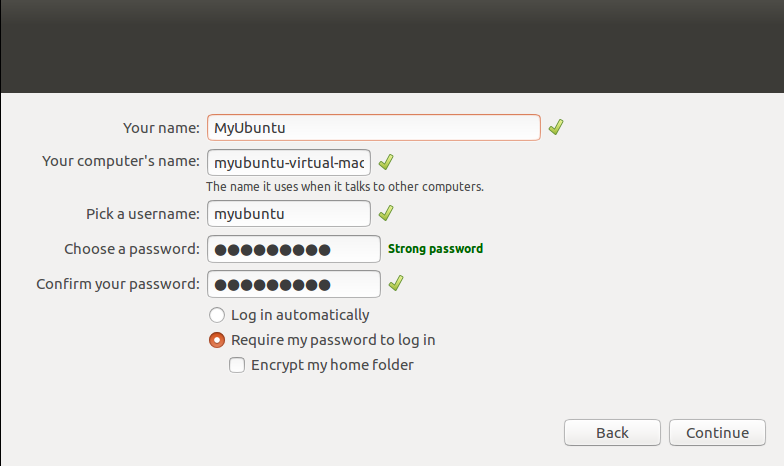 Your name: MyUbuntu
Your computer's name: myubuntu-virtual-mac
The name it uses when it talks to other computers.
Pick a username: myubuntu
Choose a password: ●●●●●●●●● Strong password
Confirm your password: ●●●●●●●●●
Log in automatically
Require my password to log in
Encrypt my home folder
Back Continue